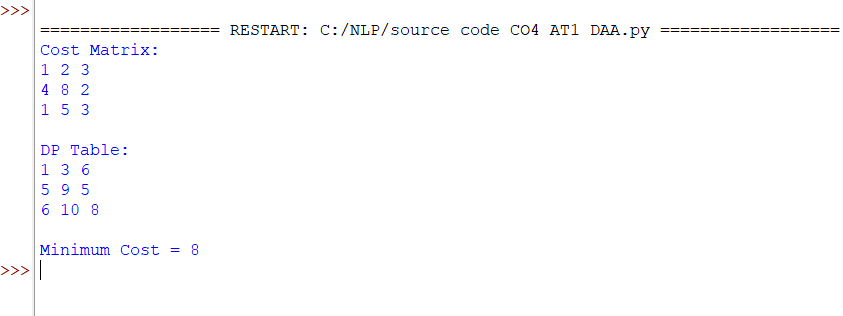 >>>
================== RESTART: C:/NLP/source code CO4 AT1 DAA.py ==================
Cost Matrix:
1 2 3
4 8 2
1 5 3

DP Table:
1 3 6
5 9 5
6 10 8

Minimum Cost = 8
>>>